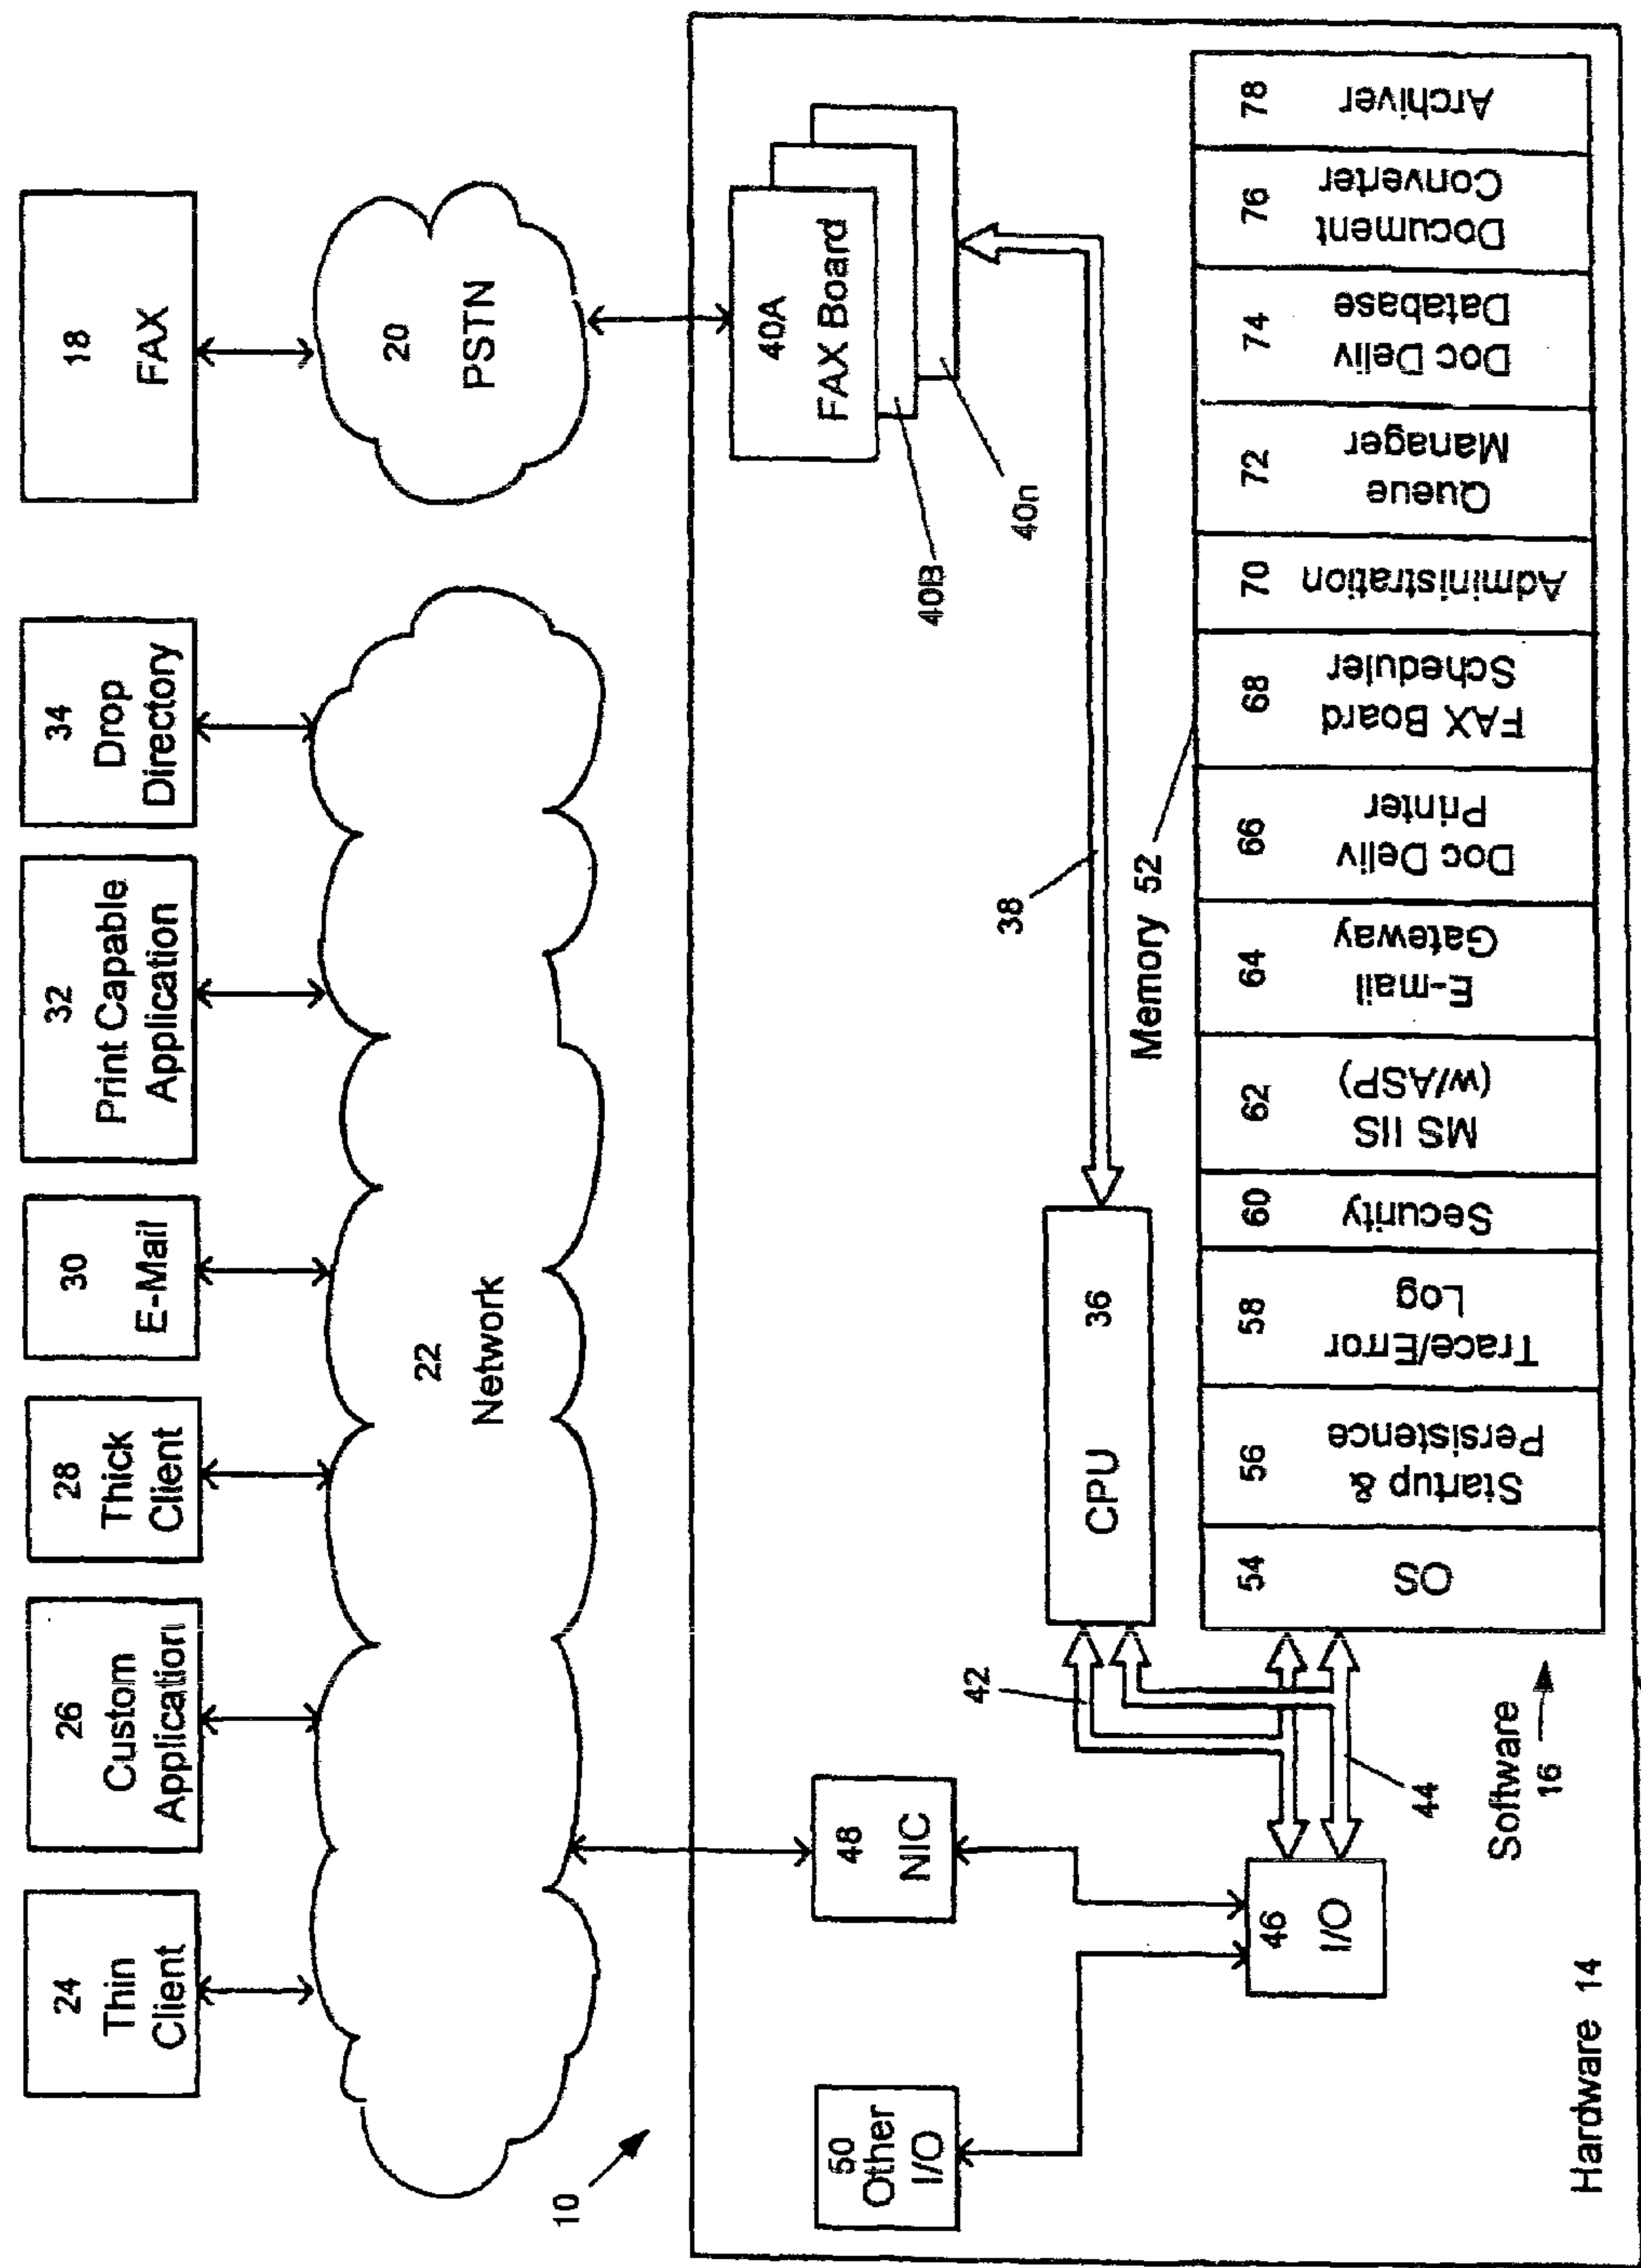 24
Thin
Client
26
Custom
Application
28
Thick
Client
30
E-Mail
32
Print Capable
Application
34
Drop
Directory
18
FAX
22
Network
20
PSTN
10
50
Other
I/O
48
NIC
40A
FAX Board
40B
40n
38
CPU 36
42
44
46
I/O
Memory 52
Software
16
54
OS
56
Startup &
Persistence
58
Trace/Error
Log
60
Security
62
MS IIS
(w/ASP)
64
E-mail
Gateway
66
Doc Deliv
Printer
68
FAX Board
Scheduler
70
Administration
72
Queue
Manager
74
Doc Deliv
Database
76
Document
Converter
78
Archiver
Hardware 14